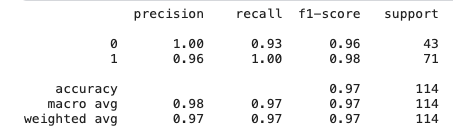 precision recall f1-score support
0 1.00 0.93 0.96 43
1 0.96 1.00 0.98 71
accuracy 0.97 114
macro avg 0.98 0.97 0.97 114
weighted avg 0.97 0.97 0.97 114